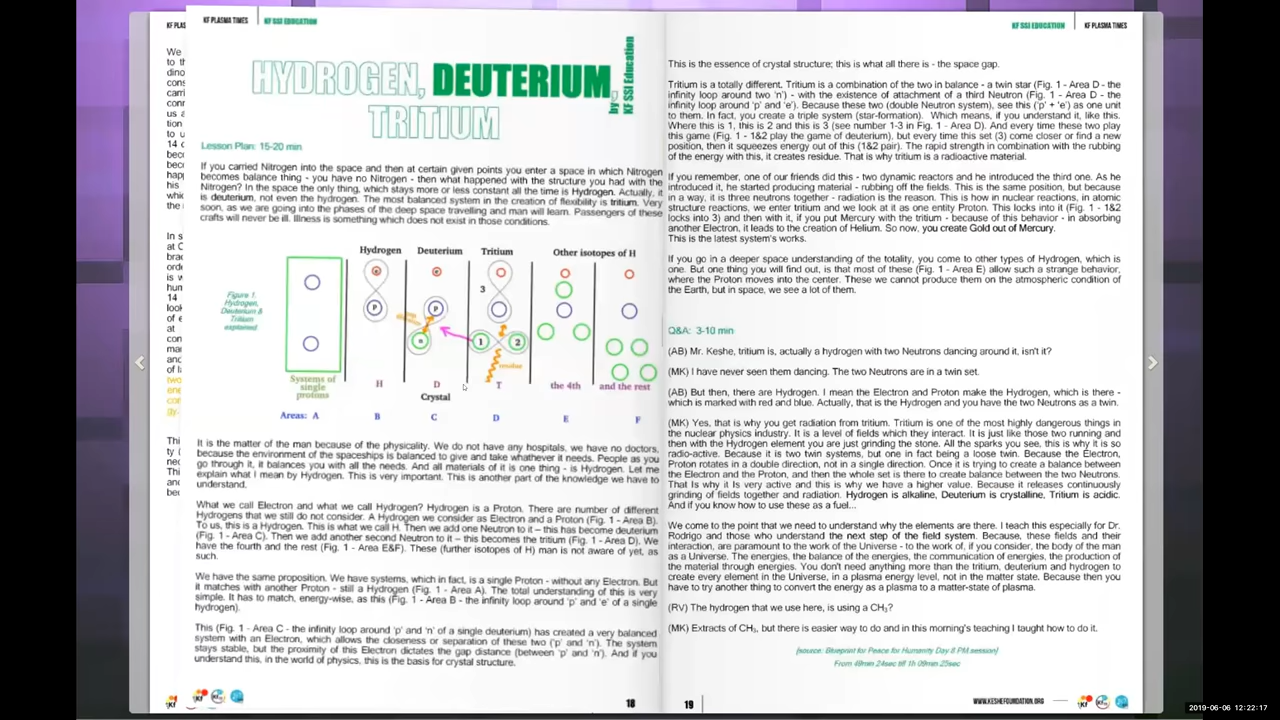 KF PLAS
We
to th
dino
cons
carri
conn
us a
tion
to u
14 c
beco
beca
happ
his
whic
the s
In s
at C
brac
orde
is w
hum
14
look
of e
at
com
man
and
of la
two
ene
com
gy.
Thi
ty (
Thi
and
bec
KF PLASMA TIMES KF SSI EDUCATION
HYDROGEN, DEUTERIUM,
TRITIUM
by
KF SSI Education
Lesson Plan: 15-20 min
If you carried Nitrogen into the space and then at certain given points you enter a space in which Nitrogen
becomes balance thing - you have no Nitrogen - then what happened with the structure you had with the
Nitrogen? In the space the only thing, which stays more or less constant all the time is Hydrogen. Actually, it
is deuterium, not even the hydrogen. The most balanced system in the creation of flexibility is tritium. Very
soon, as we are going into the phases of the deep space travelling and man will learn. Passengers of these
crafts will never be ill. Illness is something which does not exist in those conditions.
Hydrogen Deuterium Tritium Other isotopes of H
Figure 1.
Hydrogen,
Deuterium &
Tritium
explained
P P
3
n 1 2
residue
Systems of
single
protons
H D T the 4th and the rest
Crystal
Areas: A B C D E F
It is the matter of the man because of the physicality. We do not have any hospitals, we have no doctors,
because the environment of the spaceships is balanced to give and take whatever it needs. People as you
go through it, it balances you with all the needs. And all materials of it is one thing - is Hydrogen. Let me
explain what I mean by Hydrogen. This is very important. This is another part of the knowledge we have to
understand.
What we call Electron and what we call Hydrogen? Hydrogen is a Proton. There are number of different
Hydrogens that we still do not consider. A Hydrogen we consider as Electron and a Proton (Fig. 1 - Area B).
To us, this is a Hydrogen. This is what we call H. Then we add one Neutron to it – this has become deuterium
(Fig. 1 - Area C). Then we add another second Neutron to it – this becomes the tritium (Fig. 1 - Area D). We
have the fourth and the rest (Fig. 1 - Area E&F). These (further isotopes of H) man is not aware of yet, as
such.
We have the same proposition. We have systems, which in fact, is a single Proton - without any Electron. But
it matches with another Proton - still a Hydrogen (Fig. 1 - Area A). The total understanding of this is very
simple. It has to match, energy-wise, as this (Fig. 1 - Area B - the infinity loop around 'p' and 'e' of a single
hydrogen).
This (Fig. 1 - Area C - the infinity loop around 'p' and 'n' of a single deuterium) has created a very balanced
system with an Electron, which allows the closeness or separation of these two ('p' and 'n'). The system
stays stable, but the proximity of this Electron dictates the gap distance (between 'p' and 'n'). And if you
understand this, in the world of physics, this is the basis for crystal structure.
18
KF SSI EDUCATION KF PLASMA TIMES
This is the essence of crystal structure; this is what all there is - the space gap.
Tritium is a totally different. Tritium is a combination of the two in balance - a twin star (Fig. 1 - Area D - the
infinity loop around two 'n') - with the existence of attachment of a third Neutron (Fig. 1 - Area D - the
infinity loop around 'p' and 'e'). Because these two (double Neutron system), see this ('p' + 'e') as one unit
to them. In fact, you create a triple system (star-formation). Which means, if you understand it, like this.
Where this is 1, this is 2 and this is 3 (see number 1-3 in Fig. 1 - Area D). And every time these two play
this game (Fig. 1 - 1&2 play the game of deuterium), but every time this set (3) come closer or find a new
position, then it squeezes energy out of this (1&2 pair). The rapid strength in combination with the rubbing
of the energy with this, it creates residue. That is why tritium is a radioactive material.
If you remember, one of our friends did this - two dynamic reactors and he introduced the third one. As he
introduced it, he started producing material - rubbing off the fields. This is the same position, but because
in a way, it is three neutrons together - radiation is the reason. This is how in nuclear reactions, in atomic
structure reactions, we enter tritium and we look at it as one entity Proton. This locks into it (Fig. 1 - 1&2
locks into 3) and then with it, if you put Mercury with the tritium - because of this behavior - in absorbing
another Electron, it leads to the creation of Helium. So now, you create Gold out of Mercury.
This is the latest system's works.
If you go in a deeper space understanding of the totality, you come to other types of Hydrogen, which is
one. But one thing you will find out, is that most of these (Fig. 1 - Area E) allow such a strange behavior,
where the Proton moves into the center. These we cannot produce them on the atmospheric condition of
the Earth, but in space, we see a lot of them.
Q&A: 3-10 min
(AB) Mr. Keshe, tritium is, actually a hydrogen with two Neutrons dancing around it, isn't it?
(MK) I have never seen them dancing. The two Neutrons are in a twin set.
(AB) But then, there are Hydrogen. I mean the Electron and Proton make the Hydrogen, which is there -
which is marked with red and blue. Actually, that is the Hydrogen and you have the two Neutrons as a twin.
(MK) Yes, that is why you get radiation from tritium. Tritium is one of the most highly dangerous things in
the nuclear physics industry. It is a level of fields which they interact. It is just like those two running and
then with the Hydrogen element you are just grinding the stone. All the sparks you see, this is why it is so
radio-active. Because it is two twin systems, but one in fact being a loose twin. Because the Electron,
Proton rotates in a double direction, not in a single direction. Once it is trying to create a balance between
the Electron and the Proton, and then the whole set is there to create balance between the two Neutrons.
That Is why it Is very active and this is why we have a higher value. Because it releases continuously
grinding of fields together and radiation. Hydrogen is alkaline, Deuterium is crystalline, Tritium is acidic.
And if you know how to use these as a fuel...
We come to the point that we need to understand why the elements are there. I teach this especially for Dr.
Rodrigo and those who understand the next step of the field system. Because, these fields and their
interaction, are paramount to the work of the Universe - to the work of, if you consider, the body of the man
as a Universe. The energies, the balance of the energies, the communication of energies, the production of
the material through energies. You don't need anything more than the tritium, deuterium and hydrogen to
create every element in the Universe, in a plasma energy level, not in the matter state. Because then you
have to try another thing to convert the energy as a plasma to a matter-state of plasma.
(RV) The hydrogen that we use here, is using a CH₃?
(MK) Extracts of CH₃, but there is easier way to do and in this morning's teaching I taught how to do it.
(source: Blueprint for Peace for Humanity Day 8 PM session)
From 48min 24sec till 1h 09min 25sec
19 WWW.KESHEFOUNDATION.ORG
2019-06-06 12:22:17